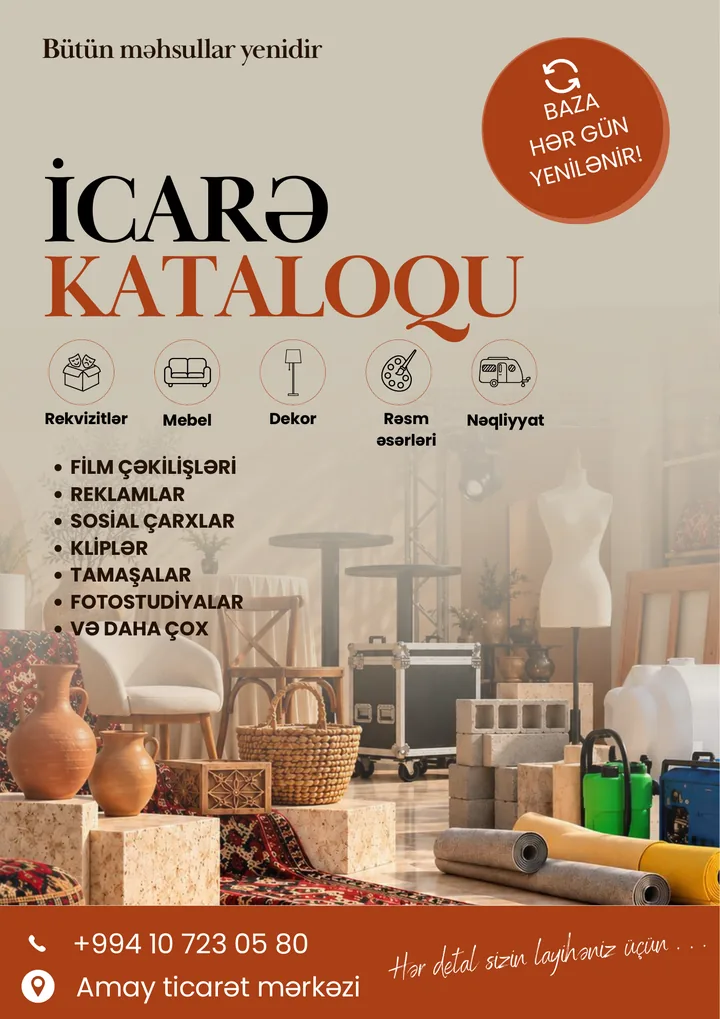 Bütün məhsullar yenidir
BAZA
HƏR GÜN
YENİLƏNİR!
İCARƏ
KATALOQU
Rekvizitlər
Mebel
Dekor
Rəsm
əsərləri
Nəqliyyat
FİLM ÇƏKİLİŞLƏRİ
REKLAMLAR
SOSİAL ÇARXLAR
KLİPLƏR
TAMAŞALAR
FOTOSTUDİYALAR
VƏ DAHA ÇOX
+994 10 723 05 80
Amay ticarət mərkəzi
Hər detal sizin layihəniz üçün . . .